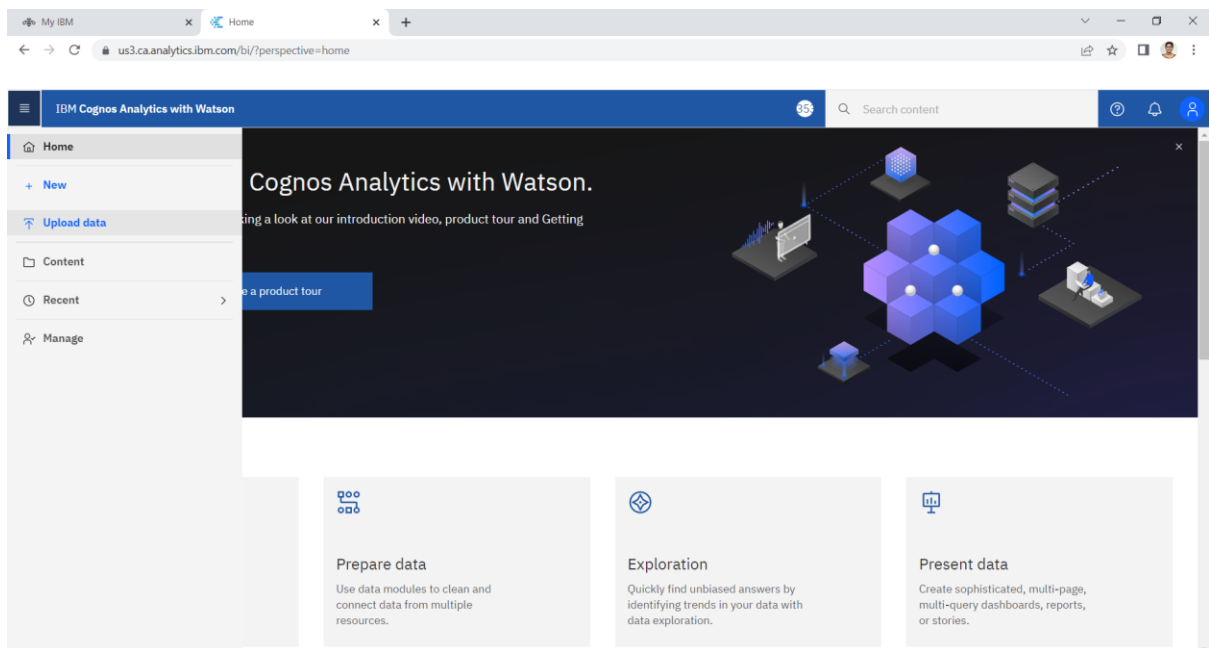 My IBM
Home
us3.ca.analytics.ibm.com/bi/?perspective=home
IBM Cognos Analytics with Watson
Search content
Home
New
Upload data
Content
Recent
Manage
Cognos Analytics with Watson.
king a look at our introduction video, product tour and Getting
e a product tour
Prepare data
Use data modules to clean and
connect data from multiple
resources.
Exploration
Quickly find unbiased answers by
identifying trends in your data with
data exploration.
Present data
Create sophisticated, multi-page,
multi-query dashboards, reports,
or stories.